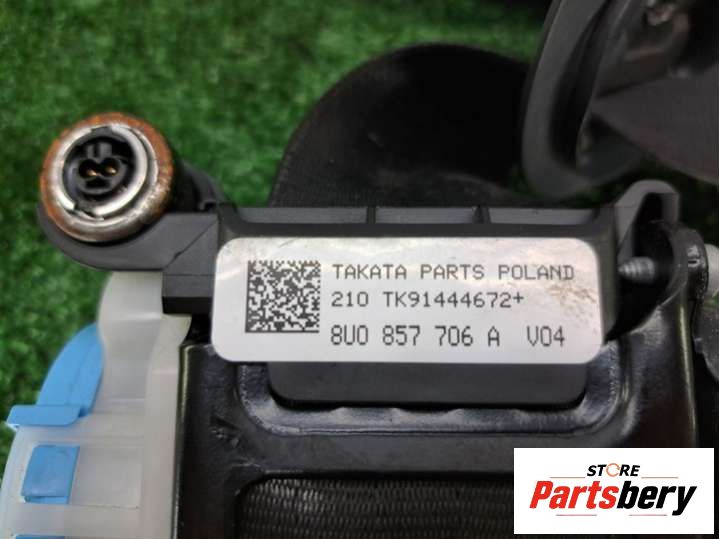 TAKATA PARTS POLAND
210 TK91444672+
8U0 857 706 A V04
STORE
Partsbery